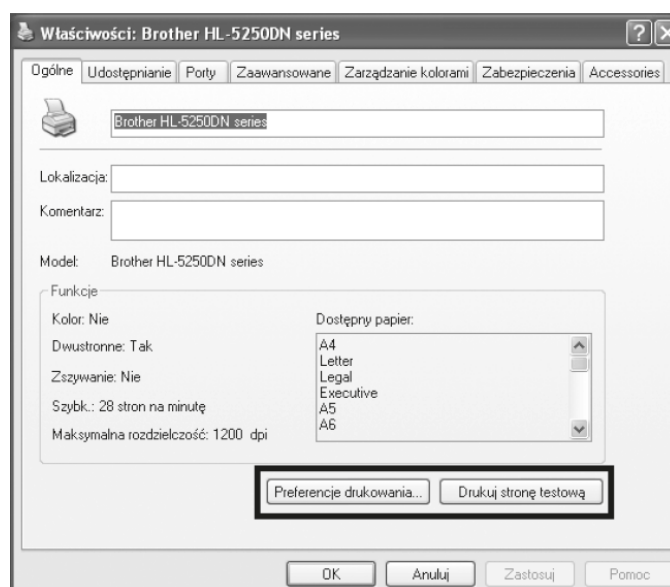 Właściwości: Brother HL-5250DN series
Ogólne Udostępnianie Porty Zaawansowane Zarządzanie kolorami Zabezpieczenia Accessories
Brother HL-5250DN series
Lokalizacja:
Komentarz:
Model: Brother HL-5250DN series
Funkcje
Kolor: Nie
Dwustronne: Tak
Zszywanie: Nie
Szybk.: 28 stron na minutę
Maksymalna rozdzielczość: 1200 dpi
Dostępny papier:
A4
Letter
Legal
Executive
A5
A6
Preferencje drukowania... Drukuj stronę testową
OK Anuluj Zastosuj Pomoc